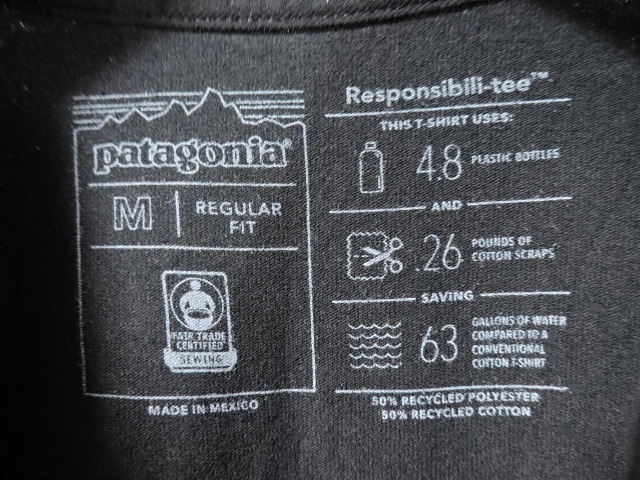 patagonia®
M
REGULAR
FIT
FAIR TRADE
CERTIFIED
SEWING
MADE IN MEXICO
Responsibili-tee™
THIS T-SHIRT USES:
4.8 PLASTIC BOTTLES
AND
.26 POUNDS OF
COTTON SCRAPS
SAVING
63 GALLONS OF WATER
COMPARED TO A
CONVENTIONAL
COTTON T-SHIRT
50% RECYCLED POLYESTER
50% RECYCLED COTTON